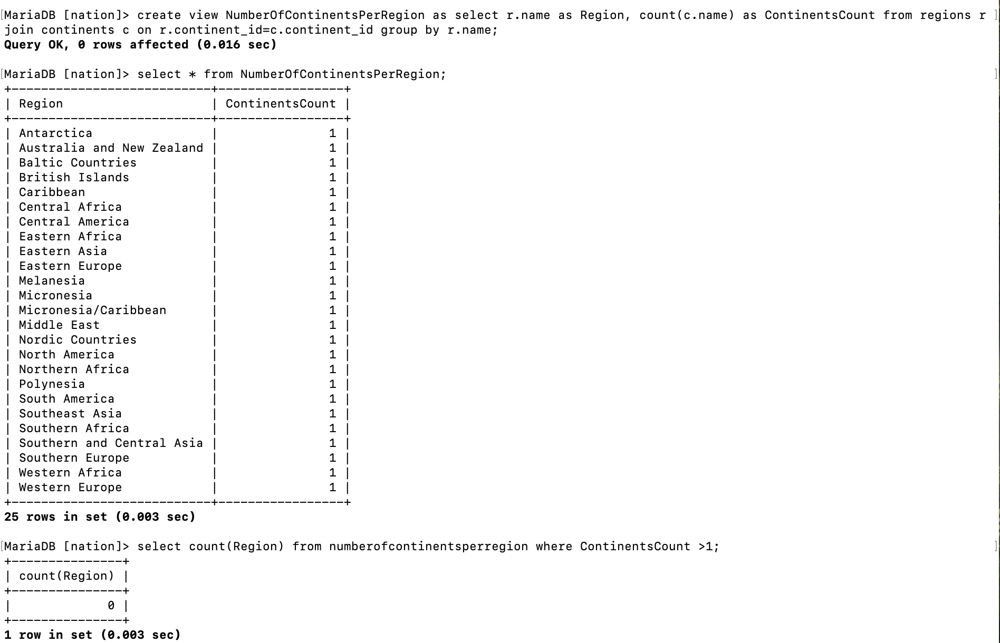 [MariaDB [nation]> create view NumberOfContinentsPerRegion as select r.name as Region, count(c.name) as ContinentsCount from regions r ]
join continents c on r.continent_id=c.continent_id group by r.name;
Query OK, 0 rows affected (0.016 sec)

[MariaDB [nation]> select * from NumberOfContinentsPerRegion; ]
+---------------------------+-----------------+
| Region                    | ContinentsCount |
+---------------------------+-----------------+
| Antarctica                |               1 |
| Australia and New Zealand |               1 |
| Baltic Countries          |               1 |
| British Islands           |               1 |
| Caribbean                 |               1 |
| Central Africa            |               1 |
| Central America           |               1 |
| Eastern Africa            |               1 |
| Eastern Asia              |               1 |
| Eastern Europe            |               1 |
| Melanesia                 |               1 |
| Micronesia                |               1 |
| Micronesia/Caribbean      |               1 |
| Middle East               |               1 |
| Nordic Countries          |               1 |
| North America             |               1 |
| Northern Africa           |               1 |
| Polynesia                 |               1 |
| South America             |               1 |
| Southeast Asia            |               1 |
| Southern Africa           |               1 |
| Southern and Central Asia |               1 |
| Southern Europe           |               1 |
| Western Africa            |               1 |
| Western Europe            |               1 |
+---------------------------+-----------------+
25 rows in set (0.003 sec)

[MariaDB [nation]> select count(Region) from numberofcontinentsperregion where ContinentsCount >1; ]
+---------------+
| count(Region) |
+---------------+
|             0 |
+---------------+
1 row in set (0.003 sec)